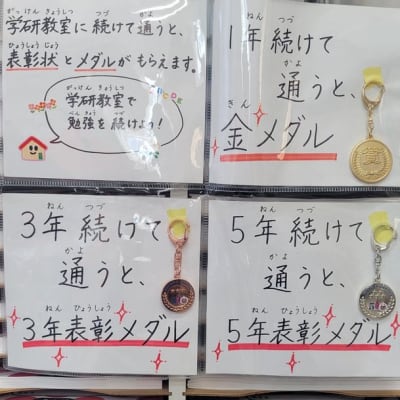 学研教室に続けて通うと、
表彰状とメダルがもらえます。
学研教室で
勉強を続けよう！
1年続けて
通うと、
金メダル
3年続けて
通うと、
3年表彰メダル
5年続けて
通うと、
5年表彰メダル